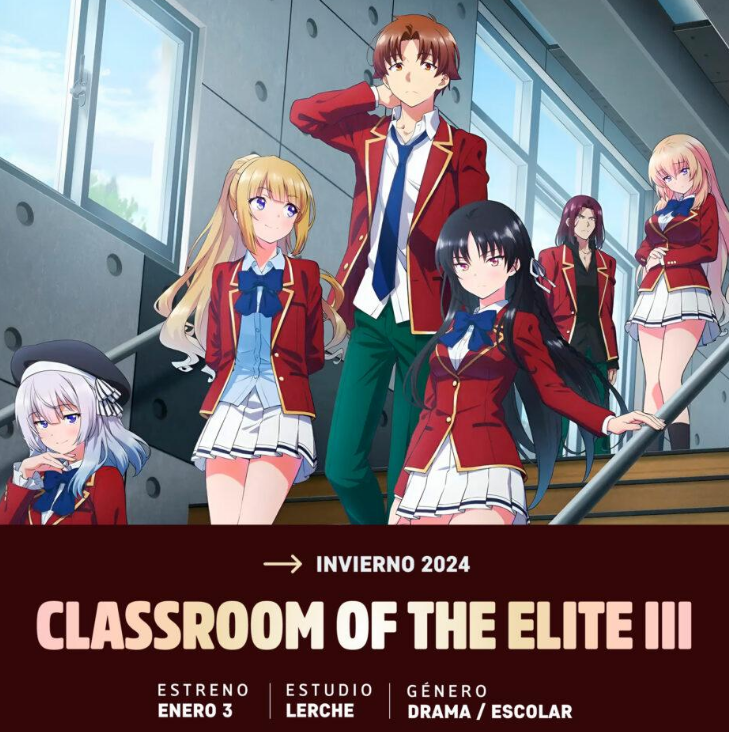 → INVIERNO 2024
CLASSROOM OF THE ELITE III
ESTRENO
ENERO 3
ESTUDIO
LERCHE
GÉNERO
DRAMA / ESCOLAR